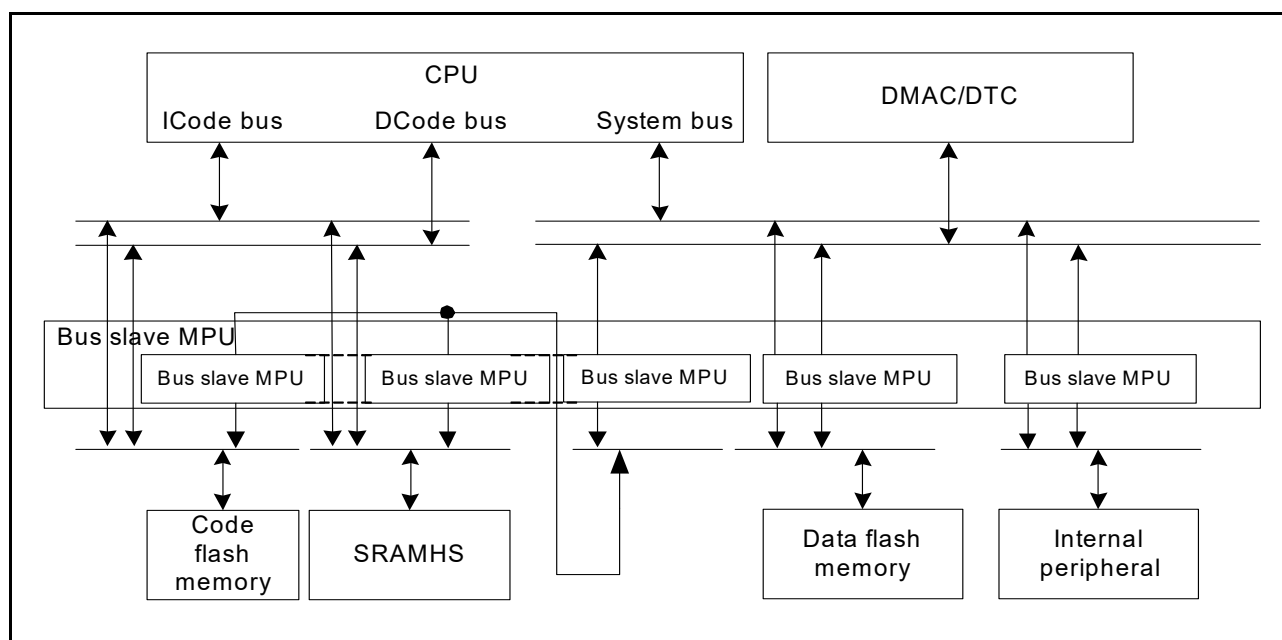 CPU
DMAC/DTC
ICode bus
DCode bus
System bus
Bus slave MPU
Bus slave MPU
Bus slave MPU
Bus slave MPU
Bus slave MPU
Bus slave MPU
Code
flash
memory
SRAMHS
Data flash
memory
Internal
peripheral